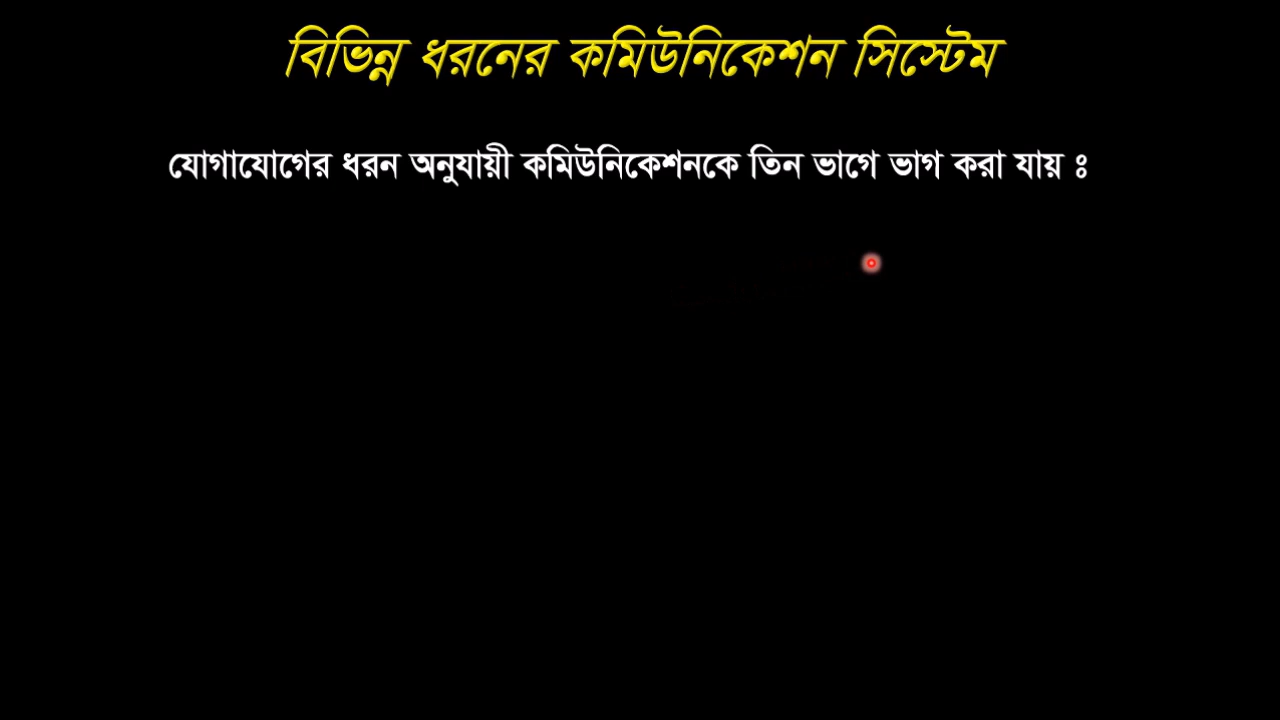 বিভিন্ন ধরনের কমিউনিকেশন সিস্টেম
যোগাযোগের ধরন অনুযায়ী কমিউনিকেশনকে তিন ভাগে ভাগ করা যায় ঃ